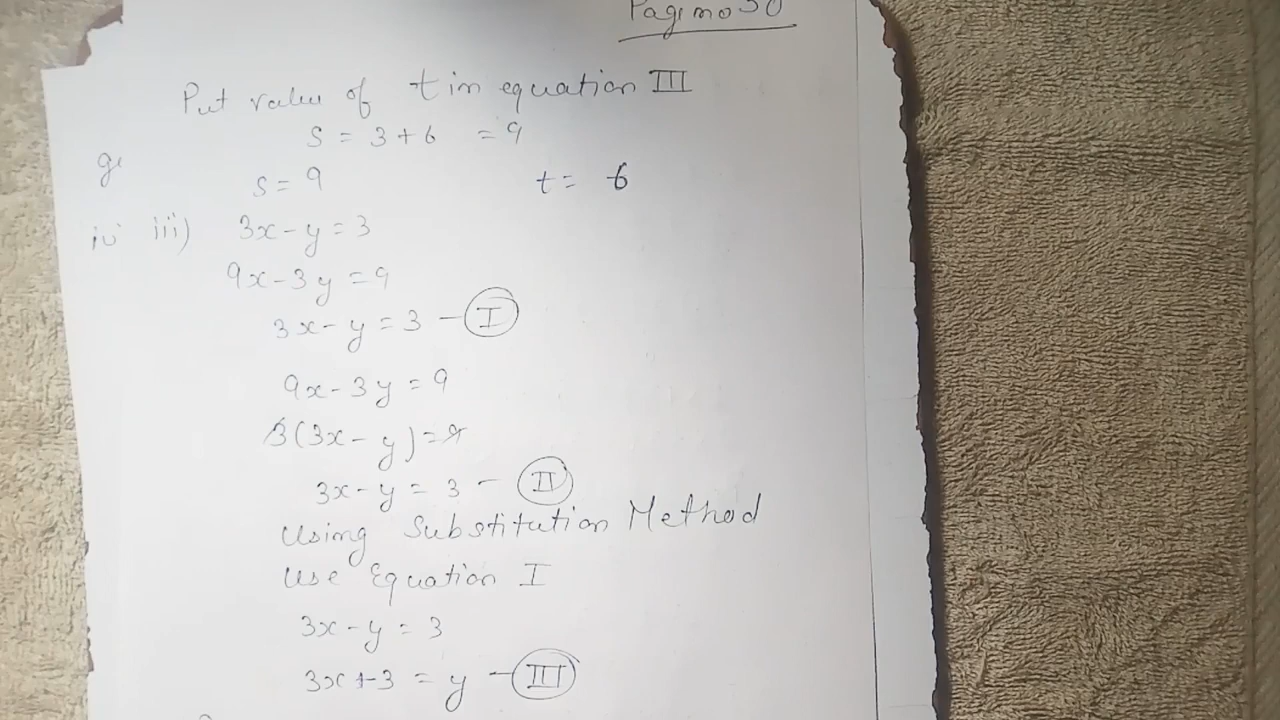 Page no 30
Put value of t in equation III
S = 3 + 6 = 9
S = 9 t = 6
iv iii) 3x - y = 3
9x - 3y = 9
3x - y = 3 - I
9x - 3y = 9
3(3x - y) = 9
3x - y = 3 - II
Using Substitution Method
Use Equation I
3x - y = 3
3x + 3 = y - III